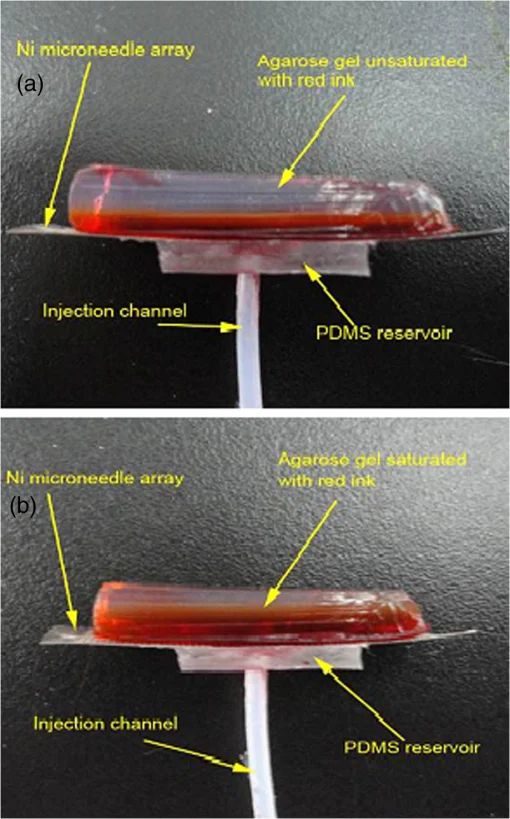 Ni microneedle array
Agarose gel unsaturated
with red ink
(a)
Injection channel
PDMS reservoir
Agarose gel saturated
with red ink
Ni microneedle array
(b)
Injection channel
PDMS reservoir